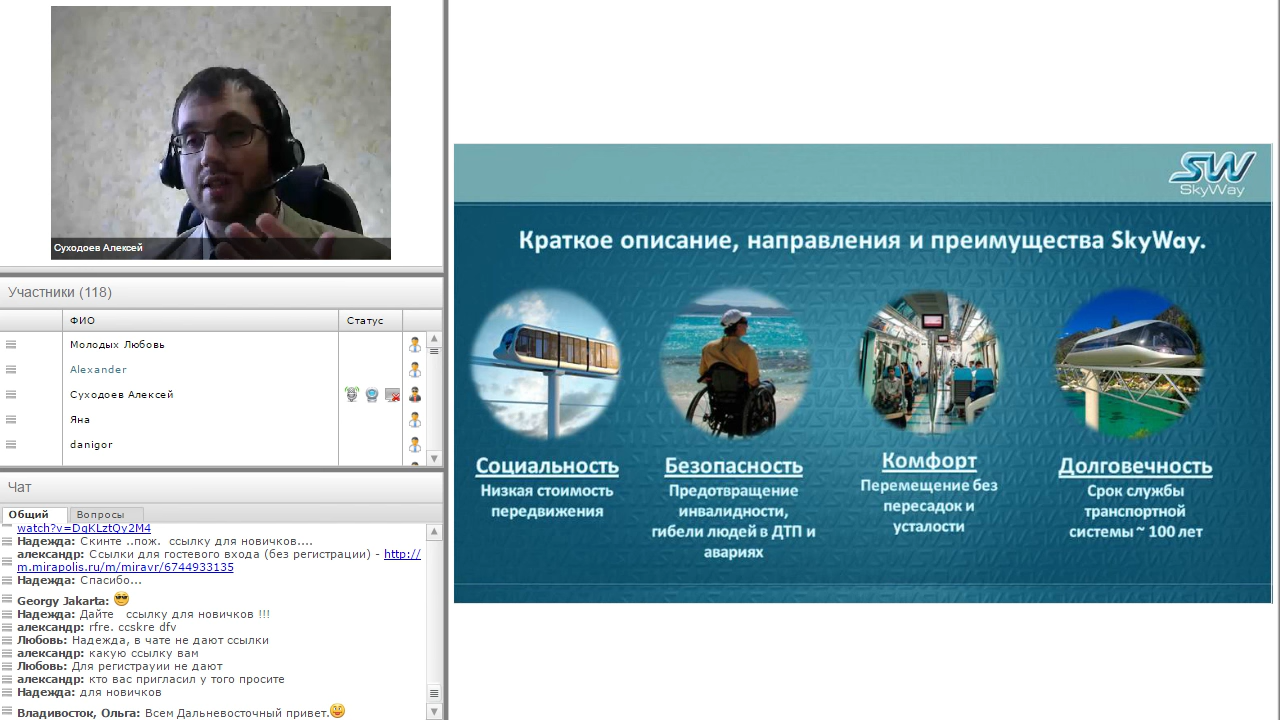 Суходоев Алексей
Участники (118)
ФИО
Статус
Молодых Любовь
Alexander
Суходоев Алексей
Яна
danigor
Чат
Общий
Вопросы
watch?v=DgKLztQv2M4
Надежда: Скинте ..пож. ссылку для новичков....
александр: Ссылки для гостевого входа (без регистрации) - http://
m.mirapolis.ru/m/miravr/6744933135
Надежда: Спасибо...
Georgy Jakarta:
Надежда: Дайте ссылку для новичков !!!
александр: rfre. ccskre dfv
Любовь: Надежда, в чате не дают ссылки
александр: какую ссылку вам
Любовь: Для регистрауии не дают
александр: кто вас пригласил у того просите
Надежда: для новичков
Владивосток, Ольга: Всем Дальневосточный привет.
SW
SkyWay
Краткое описание, направления и преимущества SkyWay.
Социальность
Низкая стоимость
передвижения
Безопасность
Предотвращение
инвалидности,
гибели людей в ДТП и
авариях
Комфорт
Перемещение без
пересадок и
усталости
Долговечность
Срок службы
транспортной
системы ~ 100 лет